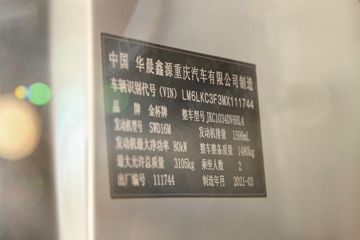 中国 华晨鑫源重庆汽车有限公司制造
车辆识别代号(VIN) LM6LKC3F3MX111744
品 牌 金杯牌 整车型号 JKC1034DV6HLA
发动机型号 SWD16M 发动机排量 1599mL
发动机最大净功率 80kW 整车整备质量 1480kg
最大允许总质量 3105kg 乘坐人数 2
出厂编号 111744 制造年月 2021-03